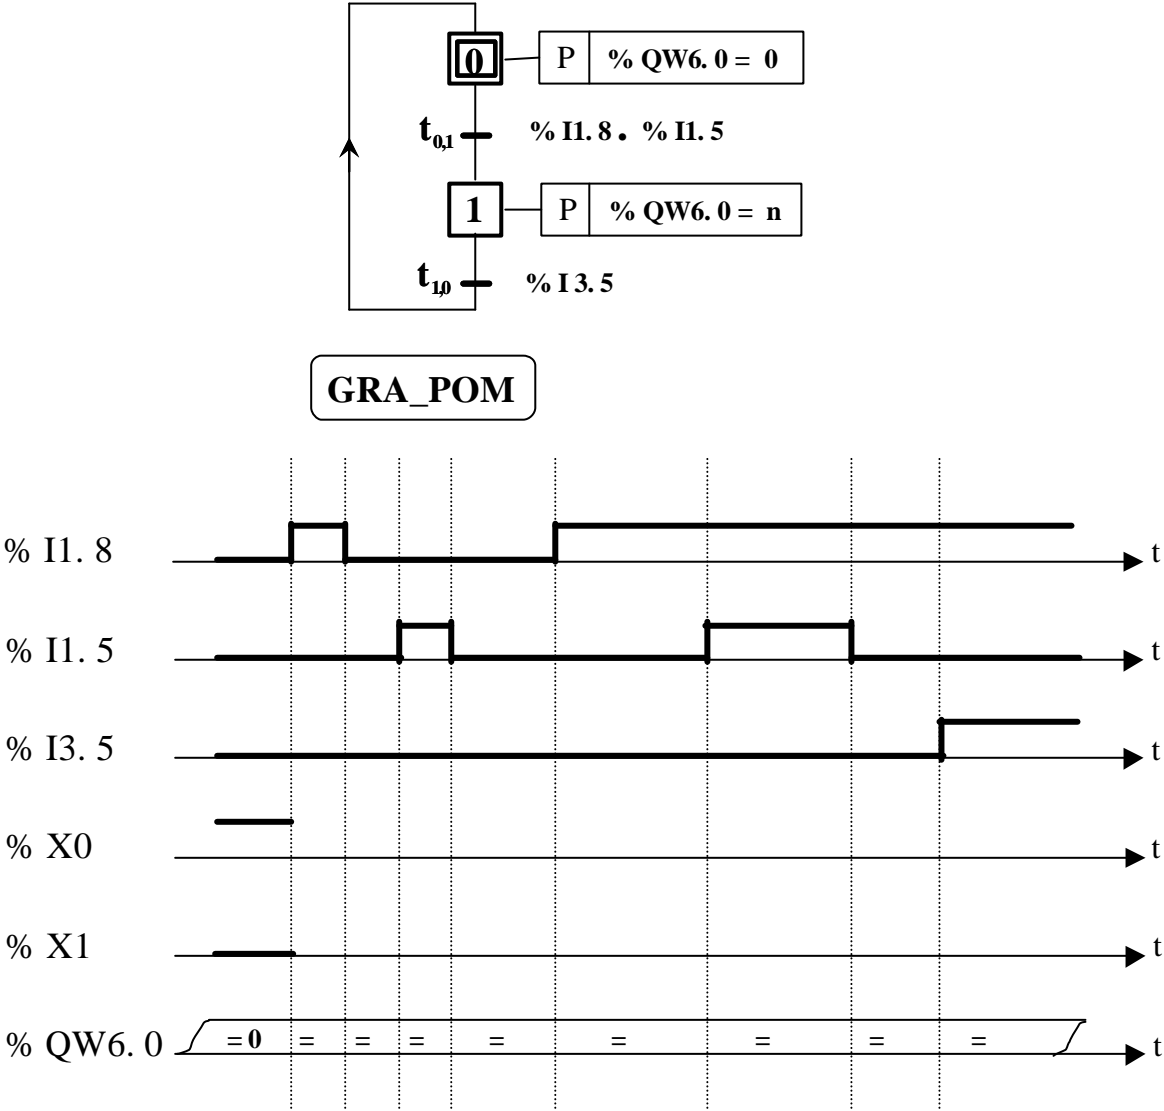 0 P % QW6. 0 = 0
t0,1 % I1. 8 . % I1. 5
1 P % QW6. 0 = n
t1,0 % I 3. 5
GRA_POM
% I1. 8 t
% I1. 5 t
% I3. 5 t
% X0 t
% X1 t
% QW6. 0 = 0 = = = = = = = = t